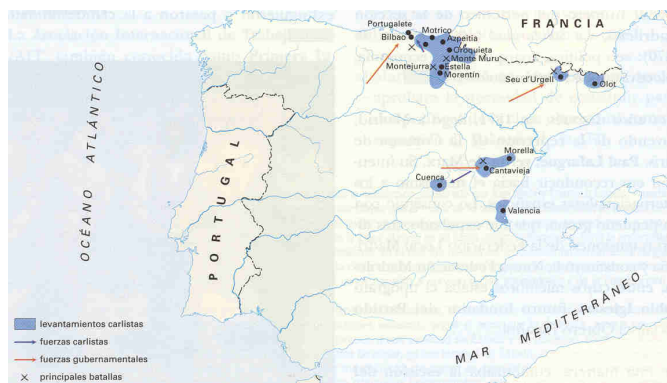 FRANCIA
Portugalete
Motrico
Bilbao
Azpeitia
Oroquieta
Monte Muru
Montejurra
Estella
Morentín
Seu d'Urgell
Olot
Morella
Cantavieja
Cuenca
Valencia
OCÉANO ATLÁNTICO
PORTUGAL
MAR MEDITERRÁNEO
levantamientos carlistas
fuerzas carlistas
fuerzas gubernamentales
principales batallas